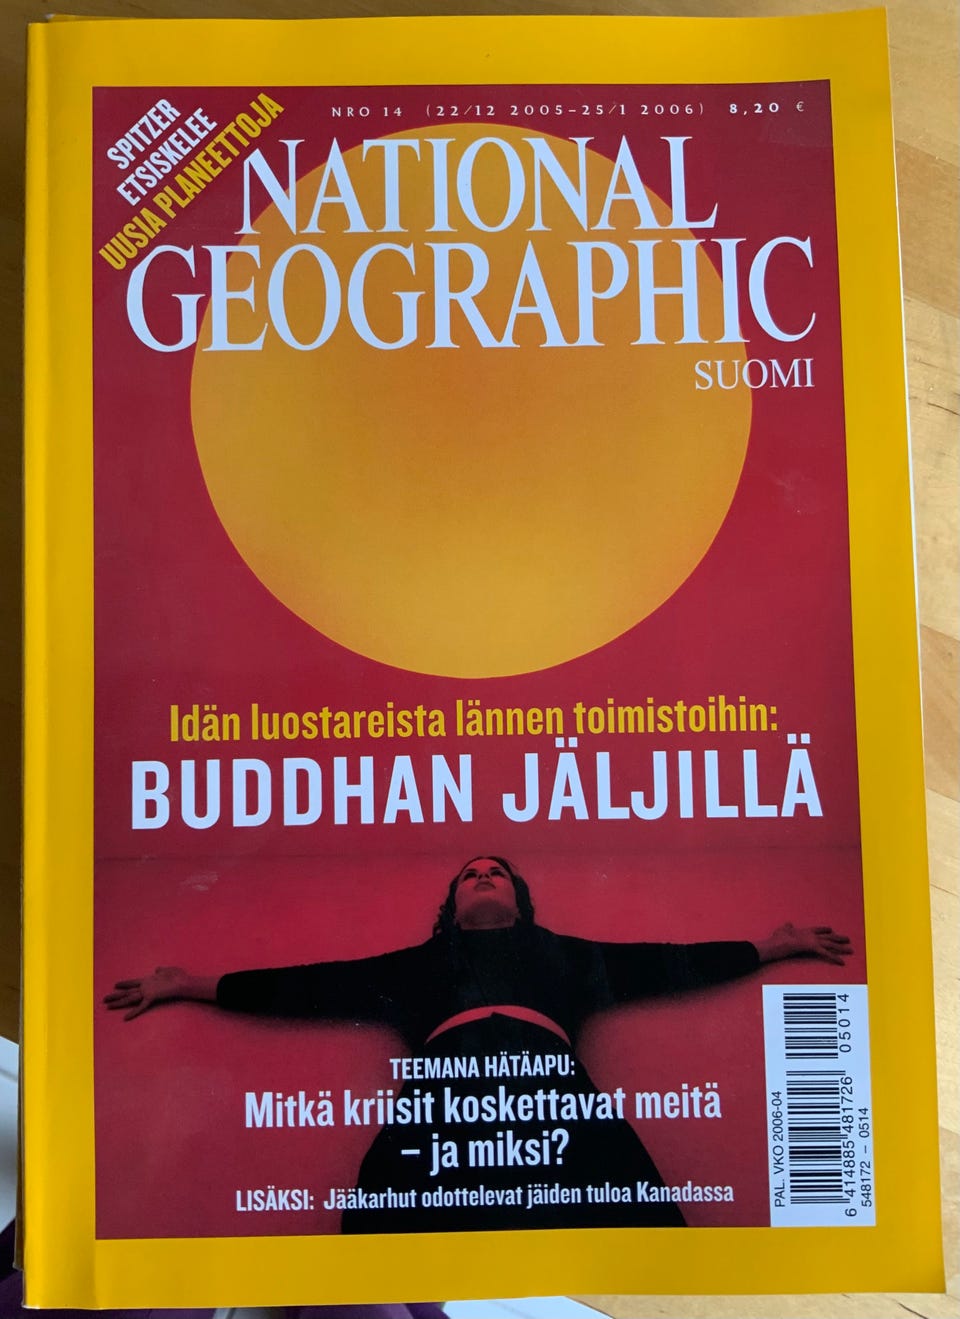 SPITZER
ETSISKELEE
UUSIA PLANEETTOJA
NRO 14 (22/12 2005–25/1 2006) 8,20 €
NATIONAL
GEOGRAPHIC
SUOMI
Idän luostareista lännen toimistoihin:
BUDDHAN JÄLJILLÄ
TEEMANA HÄTÄAPU:
Mitkä kriisit koskettavat meitä
– ja miksi?
LISÄKSI: Jääkarhut odottelevat jäiden tuloa Kanadassa
PAL. VKO 2006-04
6 414885 481726
05014
548172 – 0514